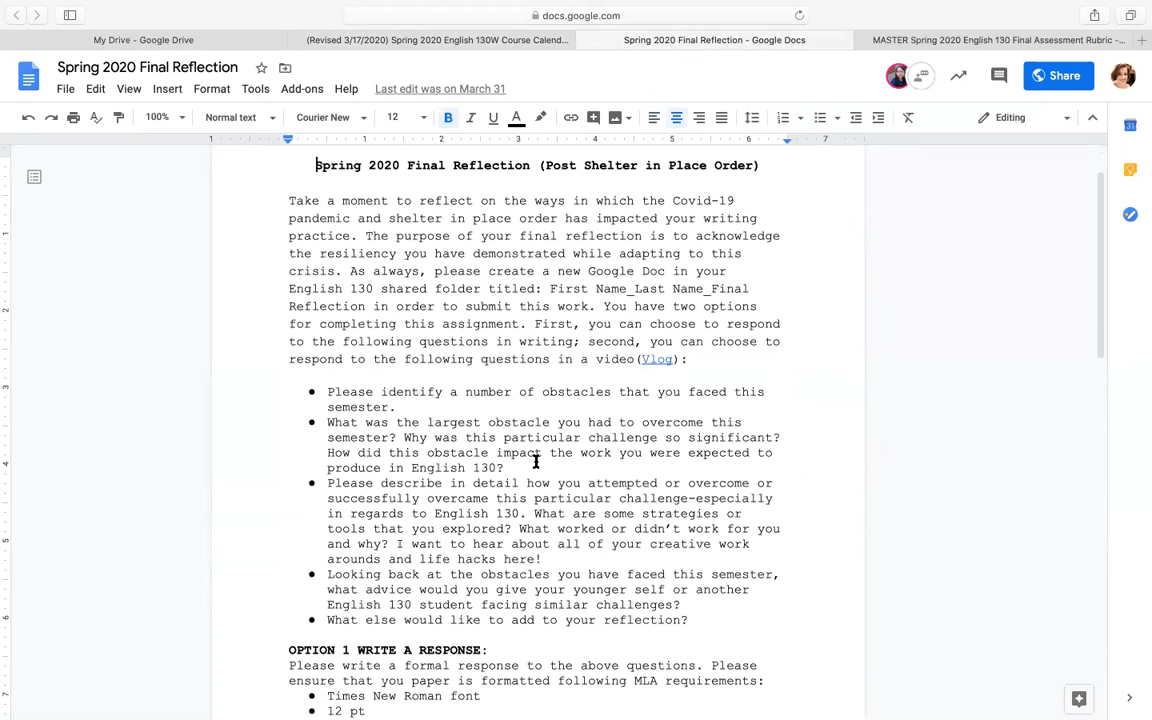 docs.google.com
My Drive - Google Drive
(Revised 3/17/2020) Spring 2020 English 130W Course Calend...
Spring 2020 Final Reflection - Google Docs
MASTER Spring 2020 English 130 Final Assessment Rubric -...
Spring 2020 Final Reflection
File Edit View Insert Format Tools Add-ons Help Last edit was on March 31
Share
100% Normal text Courier New 12 B I U A Editing
1 1 2 3 4 5 6 7
Spring 2020 Final Reflection (Post Shelter in Place Order)
Take a moment to reflect on the ways in which the Covid-19
pandemic and shelter in place order has impacted your writing
practice. The purpose of your final reflection is to acknowledge
the resiliency you have demonstrated while adapting to this
crisis. As always, please create a new Google Doc in your
English 130 shared folder titled: First Name_Last Name_Final
Reflection in order to submit this work. You have two options
for completing this assignment. First, you can choose to respond
to the following questions in writing; second, you can choose to
respond to the following questions in a video(Vlog):
● Please identify a number of obstacles that you faced this
semester.
● What was the largest obstacle you had to overcome this
semester? Why was this particular challenge so significant?
How did this obstacle impact the work you were expected to
produce in English 130?
● Please describe in detail how you attempted or overcome or
successfully overcame this particular challenge-especially
in regards to English 130. What are some strategies or
tools that you explored? What worked or didn't work for you
and why? I want to hear about all of your creative work
arounds and life hacks here!
● Looking back at the obstacles you have faced this semester,
what advice would you give your younger self or another
English 130 student facing similar challenges?
● What else would like to add to your reflection?
OPTION 1 WRITE A RESPONSE:
Please write a formal response to the above questions. Please
ensure that you paper is formatted following MLA requirements:
● Times New Roman font
● 12 pt